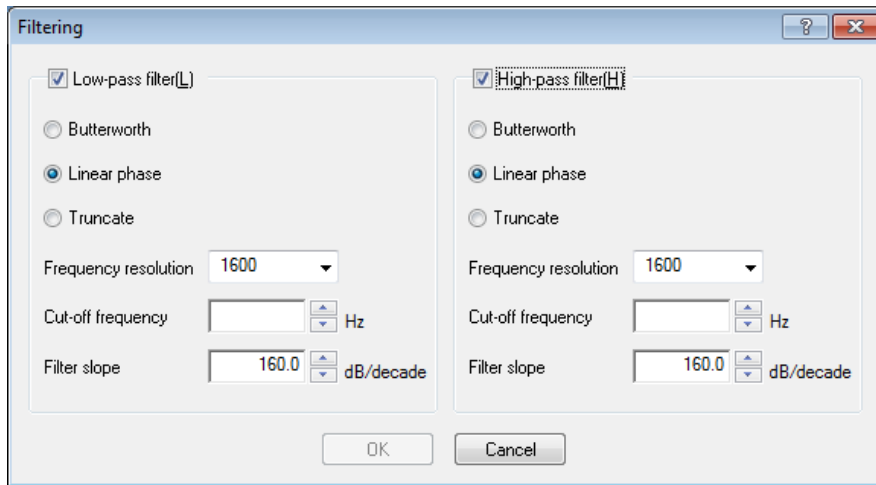 Filtering
Low-pass filter(L)
Butterworth
Linear phase
Truncate
Frequency resolution 1600
Cut-off frequency Hz
Filter slope 160.0 dB/decade
High-pass filter(H)
Butterworth
Linear phase
Truncate
Frequency resolution 1600
Cut-off frequency Hz
Filter slope 160.0 dB/decade
OK Cancel